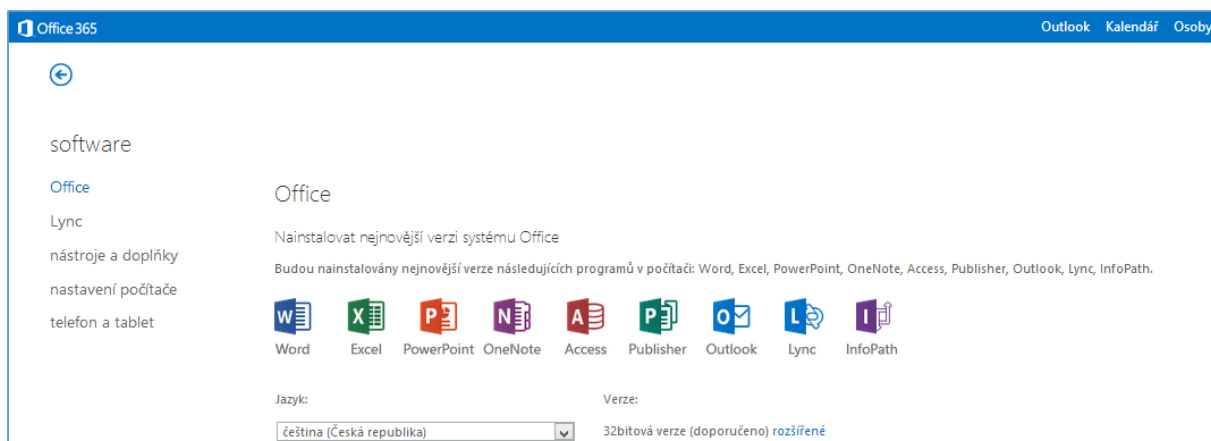 Office 365
Outlook Kalendář Osoby
software
Office
Lync
nástroje a doplňky
nastavení počítače
telefon a tablet
Office
Nainstalovat nejnovější verzi systému Office
Budou nainstalovány nejnovější verze následujících programů v počítači: Word, Excel, PowerPoint, OneNote, Access, Publisher, Outlook, Lync, InfoPath.
Word Excel PowerPoint OneNote Access Publisher Outlook Lync InfoPath
Jazyk: Verze:
čeština (Česká republika) 32bitová verze (doporučeno) rozšířené